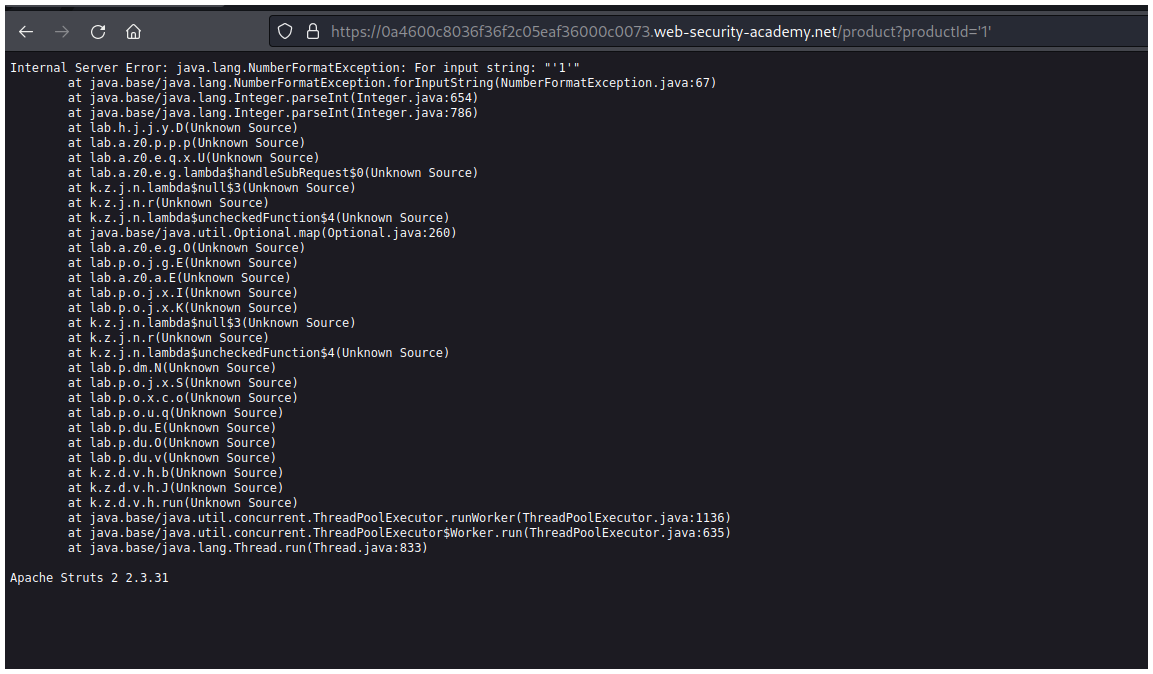 https://0a4600c8036f36f2c05eaf36000c0073.web-security-academy.net/product?productId='1'
Internal Server Error: java.lang.NumberFormatException: For input string: "'1'"
at java.base/java.lang.NumberFormatException.forInputString(NumberFormatException.java:67)
at java.base/java.lang.Integer.parseInt(Integer.java:654)
at java.base/java.lang.Integer.parseInt(Integer.java:786)
at lab.h.j.j.y.D(Unknown Source)
at lab.a.z0.p.p.p(Unknown Source)
at lab.a.z0.e.q.x.U(Unknown Source)
at lab.a.z0.e.g.lambda$handleSubRequest$0(Unknown Source)
at k.z.j.n.lambda$null$3(Unknown Source)
at k.z.j.n.r(Unknown Source)
at k.z.j.n.lambda$uncheckedFunction$4(Unknown Source)
at java.base/java.util.Optional.map(Optional.java:260)
at lab.a.z0.e.g.O(Unknown Source)
at lab.p.o.j.g.E(Unknown Source)
at lab.a.z0.a.E(Unknown Source)
at lab.p.o.j.x.I(Unknown Source)
at lab.p.o.j.x.K(Unknown Source)
at k.z.j.n.lambda$null$3(Unknown Source)
at k.z.j.n.r(Unknown Source)
at k.z.j.n.lambda$uncheckedFunction$4(Unknown Source)
at lab.p.dm.N(Unknown Source)
at lab.p.o.j.x.S(Unknown Source)
at lab.p.o.x.c.o(Unknown Source)
at lab.p.o.u.q(Unknown Source)
at lab.p.du.E(Unknown Source)
at lab.p.du.O(Unknown Source)
at lab.p.du.v(Unknown Source)
at k.z.d.v.h.b(Unknown Source)
at k.z.d.v.h.J(Unknown Source)
at k.z.d.v.h.run(Unknown Source)
at java.base/java.util.concurrent.ThreadPoolExecutor.runWorker(ThreadPoolExecutor.java:1136)
at java.base/java.util.concurrent.ThreadPoolExecutor$Worker.run(ThreadPoolExecutor.java:635)
at java.base/java.lang.Thread.run(Thread.java:833)
Apache Struts 2 2.3.31